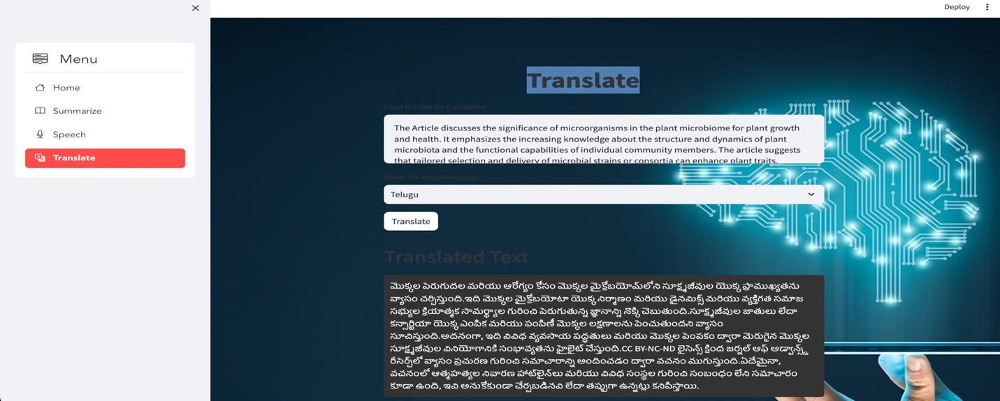 Deploy
Menu
Home
Summarize
Speech
Translate
Translate
Enter the text for translation
The Article discusses the significance of microorganisms in the plant microbiome for plant growth
and health. It emphasizes the increasing knowledge about the structure and dynamics of plant
microbiota and the functional capabilities of individual community members. The article suggests
that tailored selection and delivery of microbial strains or consortia can enhance plant traits.
Select the target language
Telugu
Translate
Translated Text
మొక్కల పెరుగుదల మరియు ఆరోగ్యం కోసం మొక్కల మైక్రోబయోమ్‌లోని సూక్ష్మజీవుల యొక్క ప్రాముఖ్యతను
వ్యాసం చర్చిస్తుంది.ఇది మొక్కల మైక్రోబయోటా యొక్క నిర్మాణం మరియు డైనమిక్స్ మరియు వ్యక్తిగత సమాజ
సభ్యుల క్రియాత్మక సామర్థ్యాల గురించి పెరుగుతున్న జ్ఞానాన్ని నొక్కి చెబుతుంది.సూక్ష్మజీవుల జాతులు లేదా
కన్సార్టియా యొక్క ఎంపిక మరియు పంపిణీ మొక్కల లక్షణాలను పెంచుతుందని వ్యాసం
సూచిస్తుంది.అదనంగా, ఇది వివిధ వ్యవసాయ పద్ధతులు మరియు మొక్కల పెంపకం ద్వారా మెరుగైన మొక్కల
సూక్ష్మజీవుల వినియోగానికి సంభావ్యతను హైలైట్ చేస్తుంది.CC BY-NC-ND లైసెన్స్ క్రింద జర్నల్ ఆఫ్ అడ్వాన్స్డ్
రీసెర్చ్‌లో వ్యాసం ప్రచురణ గురించి సమాచారాన్ని అందించడం ద్వారా వచనం ముగుస్తుంది.ఏదేమైనా,
వచనంలో ఆత్మహత్యల నివారణ హాట్‌లైన్‌లు మరియు వివిధ సంస్థల గురించి సంబంధం లేని సమాచారం
కూడా ఉంది, ఇవి అనుకోకుండా చేర్చబడినవి లేదా తప్పుగా ఉన్నట్లు కనిపిస్తాయి.